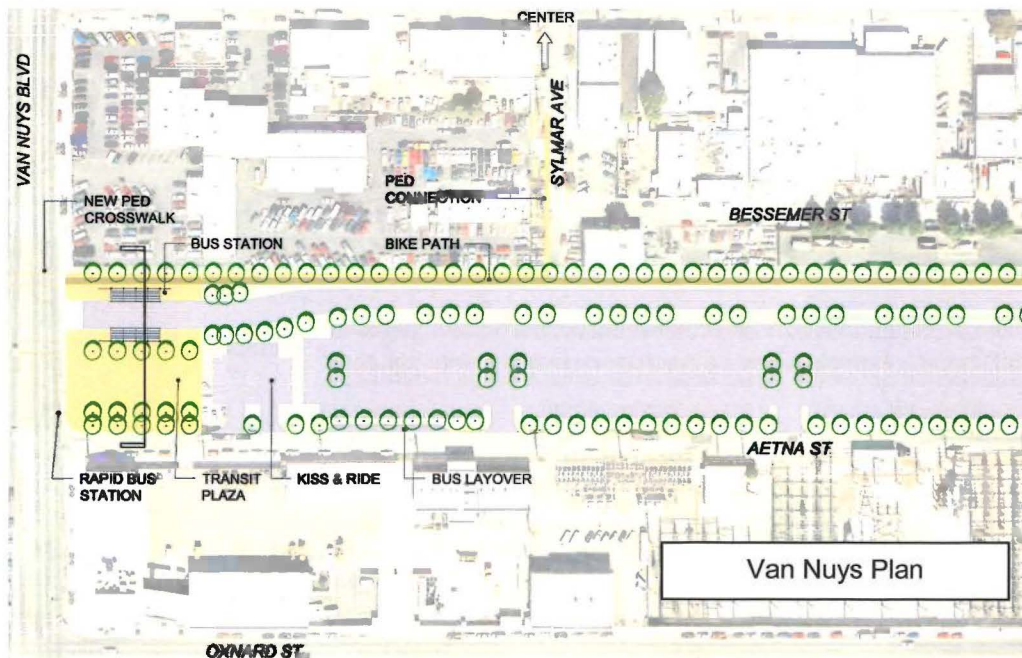 CENTER
VAN NUYS BLVD
SYLMAR AVE
PED
CONNECTION
NEW PED
CROSSWALK
BESSEMER ST
BUS STATION
BIKE PATH
AETNA ST
RAPID BUS
STATION
TRANSIT
PLAZA
KISS & RIDE
BUS LAYOVER
Van Nuys Plan
OXNARD ST